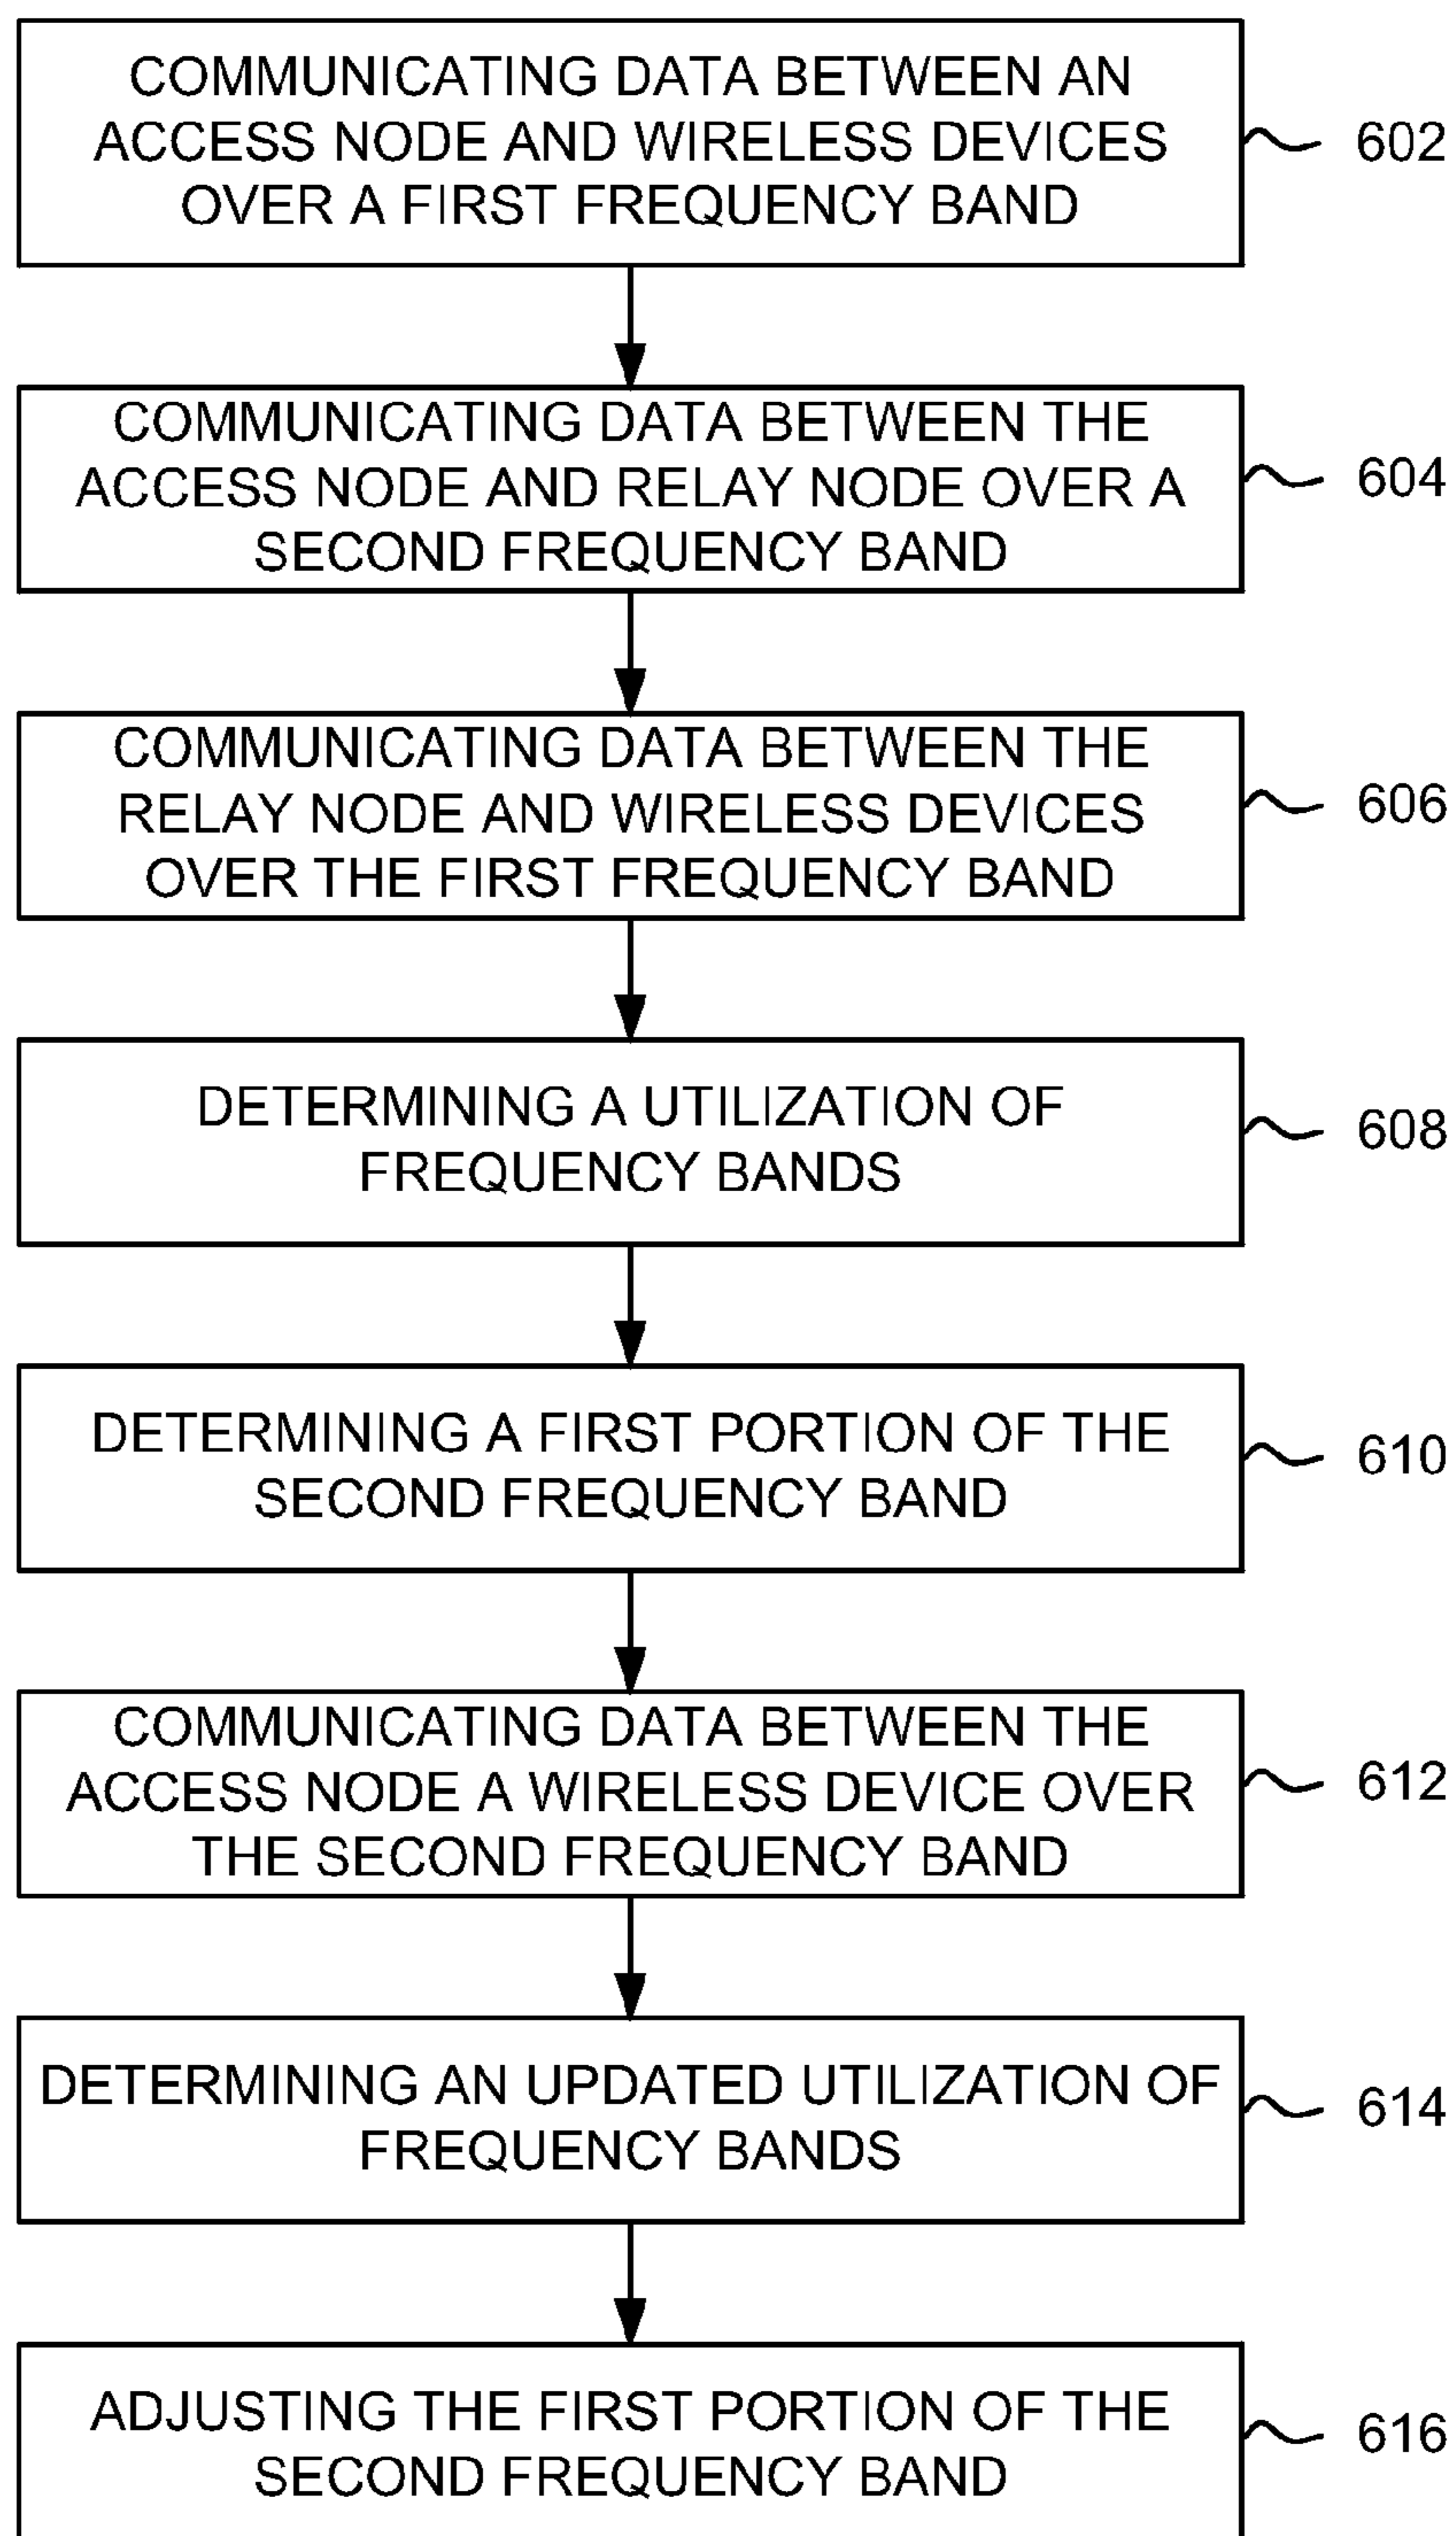 COMMUNICATING DATA BETWEEN AN
ACCESS NODE AND WIRELESS DEVICES
OVER A FIRST FREQUENCY BAND
602
COMMUNICATING DATA BETWEEN THE
ACCESS NODE AND RELAY NODE OVER A
SECOND FREQUENCY BAND
604
COMMUNICATING DATA BETWEEN THE
RELAY NODE AND WIRELESS DEVICES
OVER THE FIRST FREQUENCY BAND
606
DETERMINING A UTILIZATION OF
FREQUENCY BANDS
608
DETERMINING A FIRST PORTION OF THE
SECOND FREQUENCY BAND
610
COMMUNICATING DATA BETWEEN THE
ACCESS NODE A WIRELESS DEVICE OVER
THE SECOND FREQUENCY BAND
612
DETERMINING AN UPDATED UTILIZATION OF
FREQUENCY BANDS
614
ADJUSTING THE FIRST PORTION OF THE
SECOND FREQUENCY BAND
616